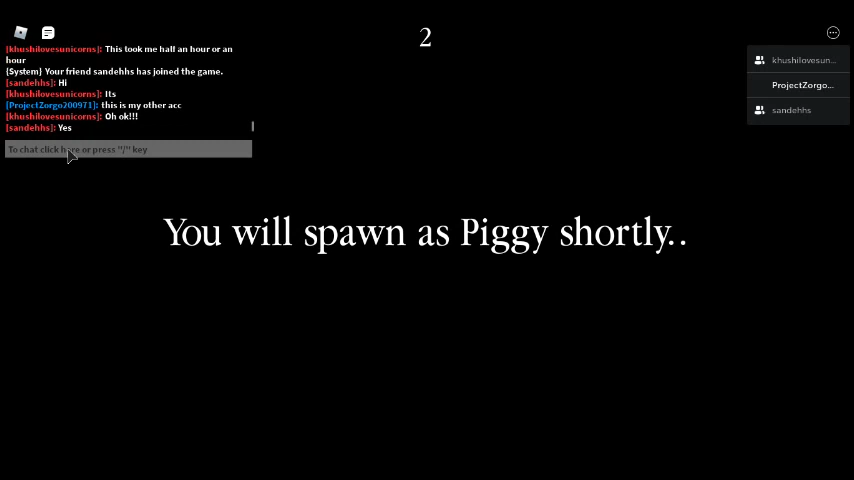 2
[khushilovesunicorns]: This took me half an hour or an
hour
{System} Your friend sandehhs has joined the game.
[sandehhs]: Hi
[khushilovesunicorns]: Its
[ProjectZorgo200971]: this is my other acc
[khushilovesunicorns]: Oh ok!!!
[sandehhs]: Yes
To chat click here or press "/" key
khushilovesun...
ProjectZorgo...
sandehhs
You will spawn as Piggy shortly..